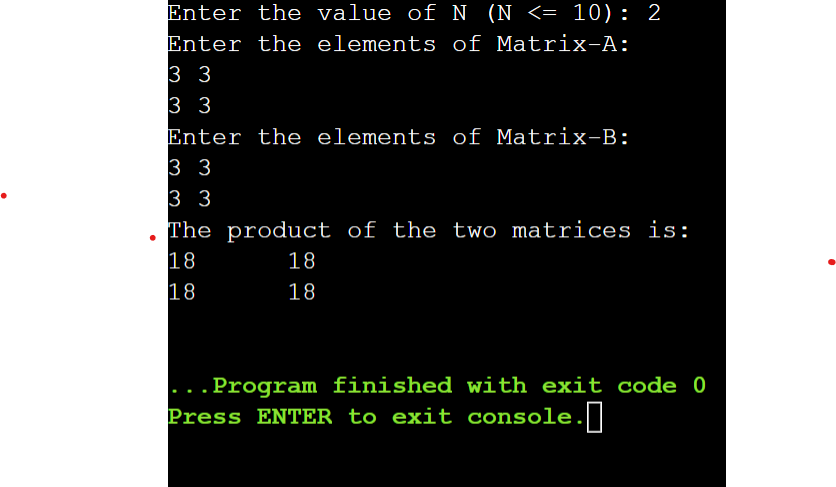 Enter the value of N (N <= 10): 2
Enter the elements of Matrix-A:
3 3
3 3
Enter the elements of Matrix-B:
3 3
3 3
The product of the two matrices is:
18      18
18      18
...Program finished with exit code 0
Press ENTER to exit console.